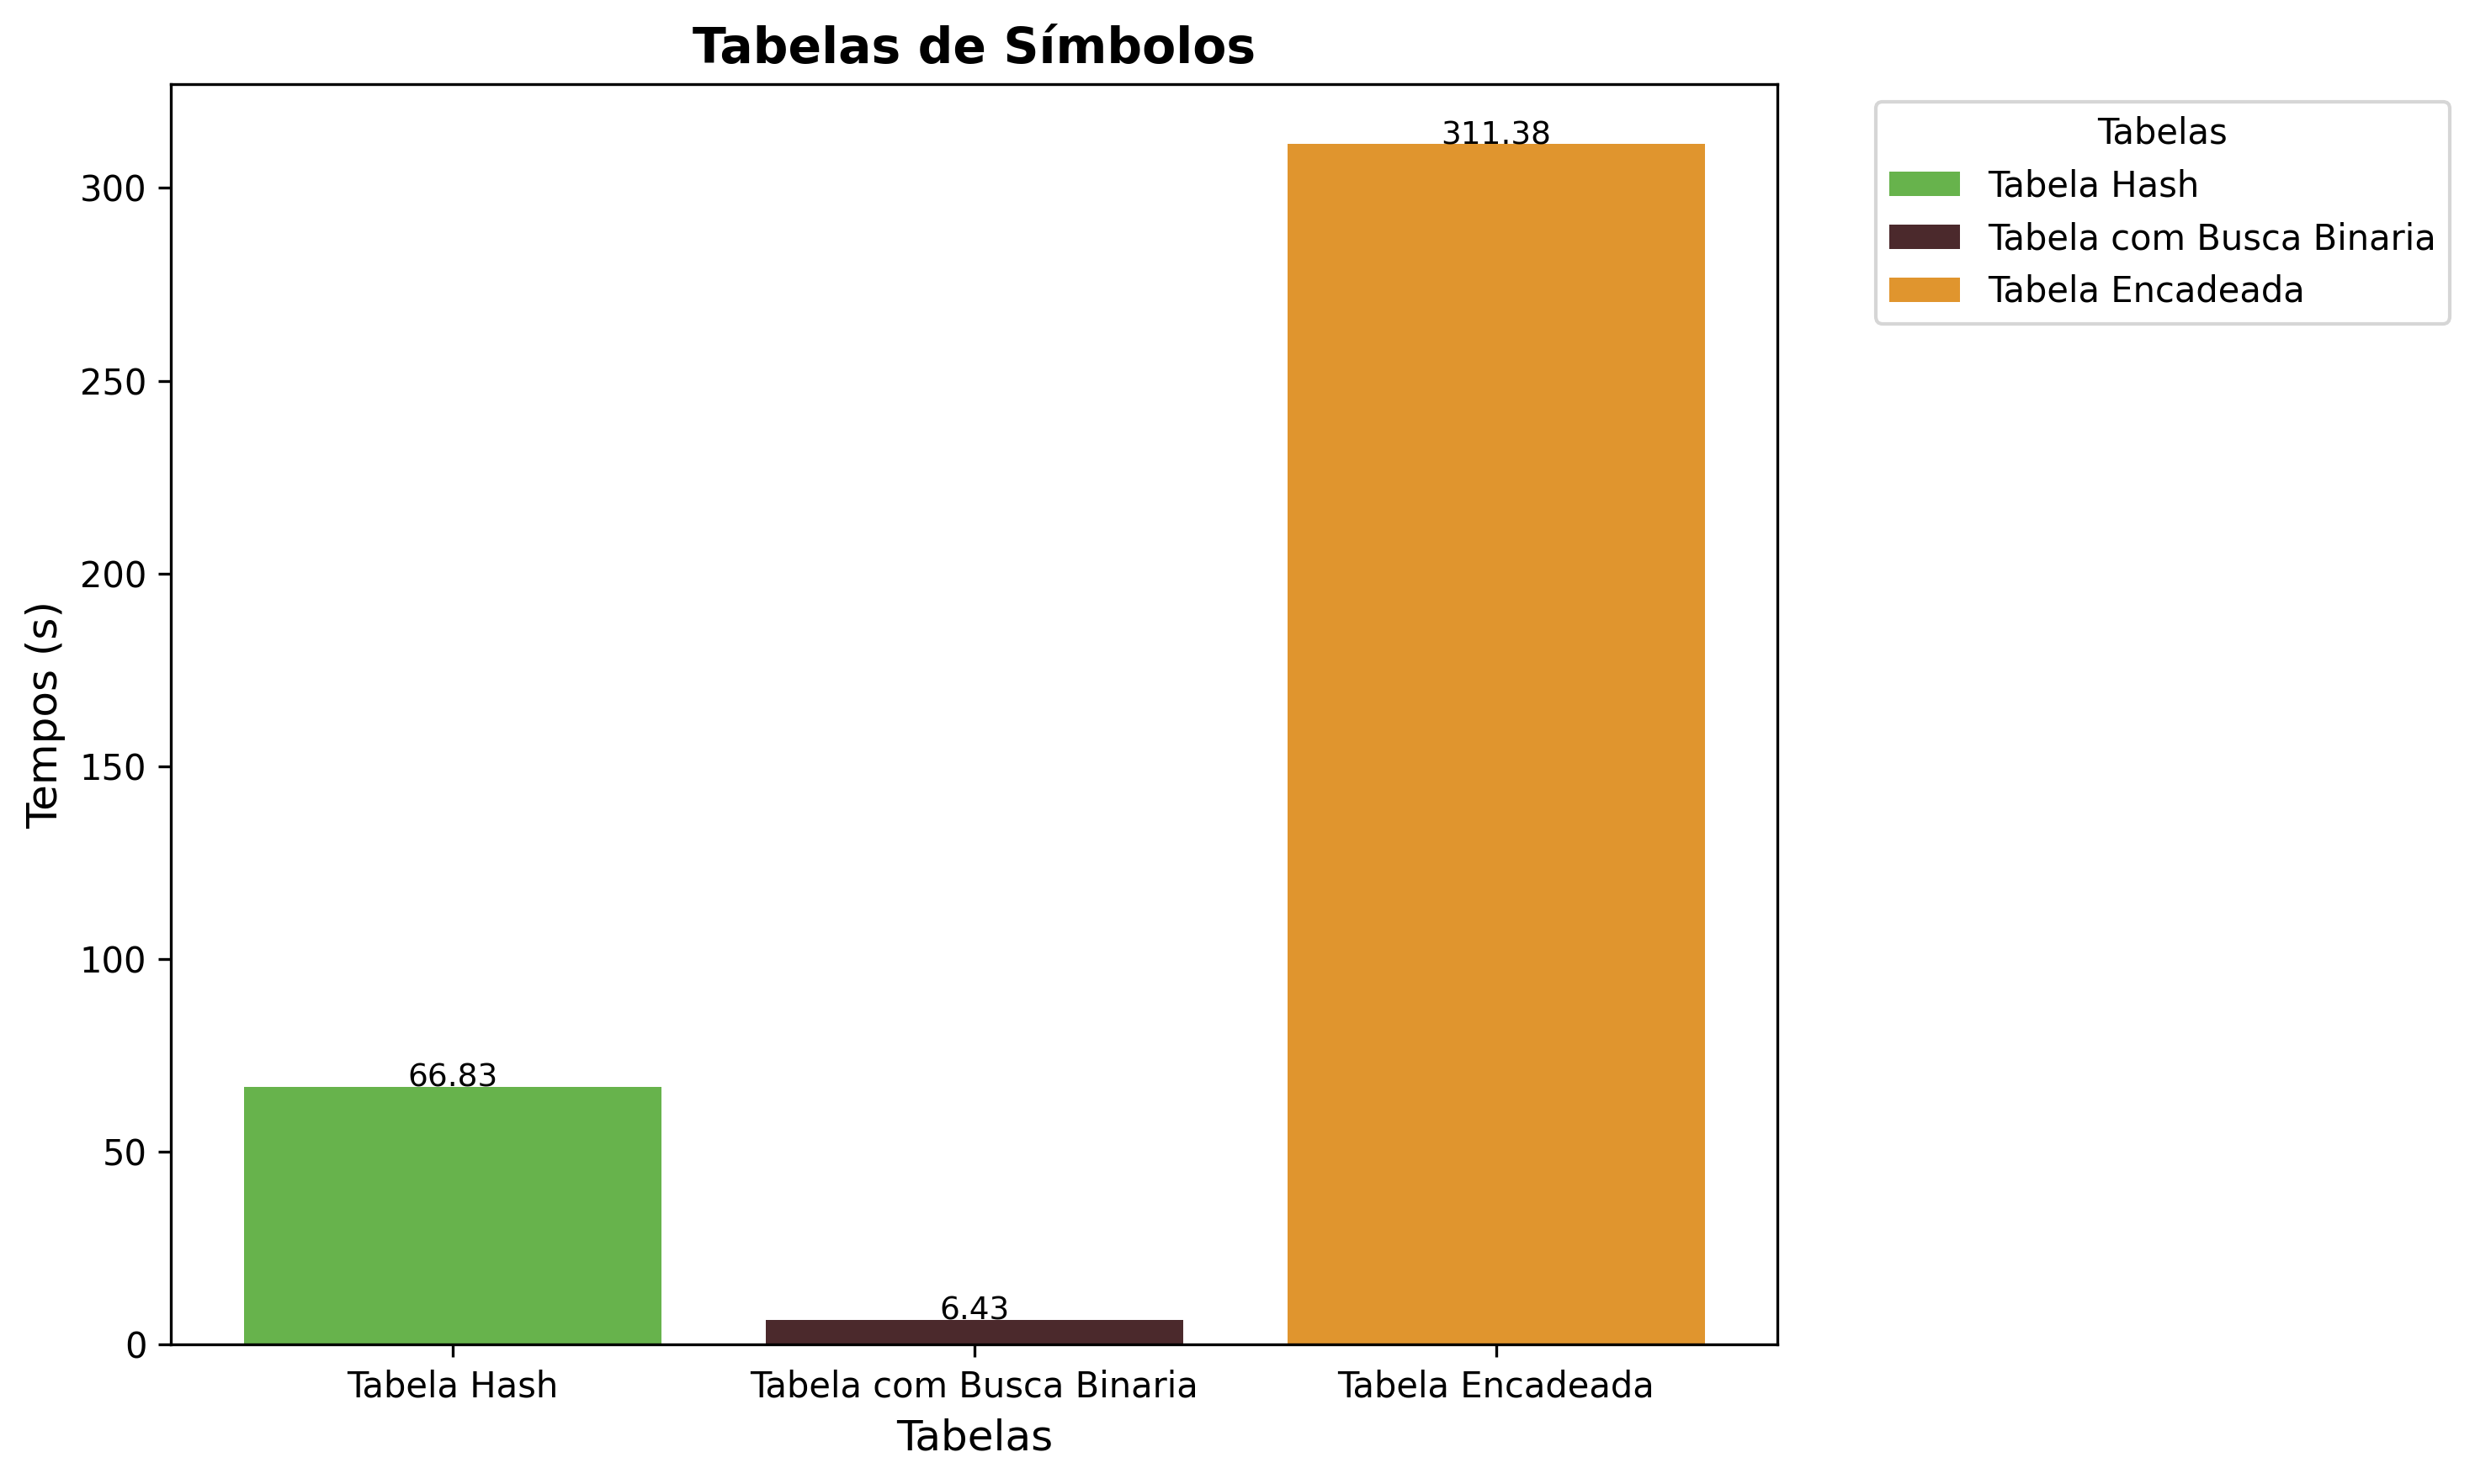 Tabelas de Símbolos
Tempos (s)
300
250
200
150
100
50
0
311.38
66.83
6.43
Tabela Hash
Tabela com Busca Binaria
Tabela Encadeada
Tabelas
Tabelas
Tabela Hash
Tabela com Busca Binaria
Tabela Encadeada